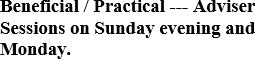 Beneficial / Practical --- Adviser
Sessions on Sunday evening and
Monday.